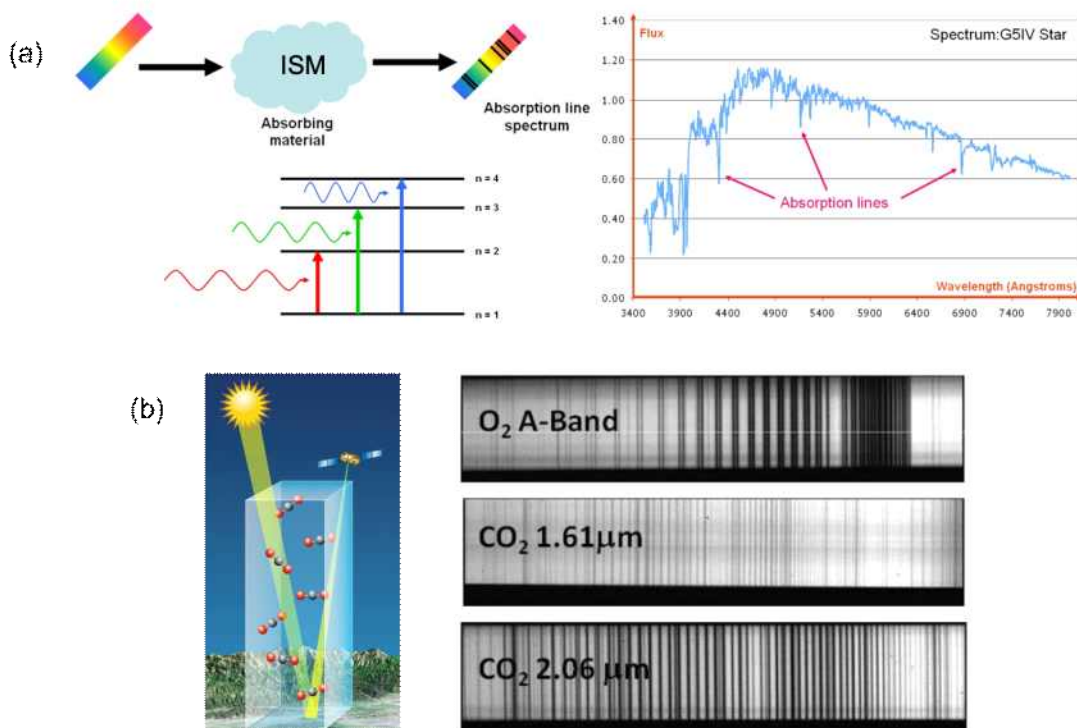 (a)
ISM
Absorbing
material
Absorption line
spectrum
n = 4
n = 3
n = 2
n = 1
Flux
Spectrum:G5IV Star
1.40
1.20
1.00
0.80
0.60
0.40
0.20
0.00
Absorption lines
Wavelength (Angstroms)
3400 3900 4400 4900 5400 5900 6400 6900 7400 7900
(b)
O₂ A-Band
CO₂ 1.61μm
CO₂ 2.06 μm